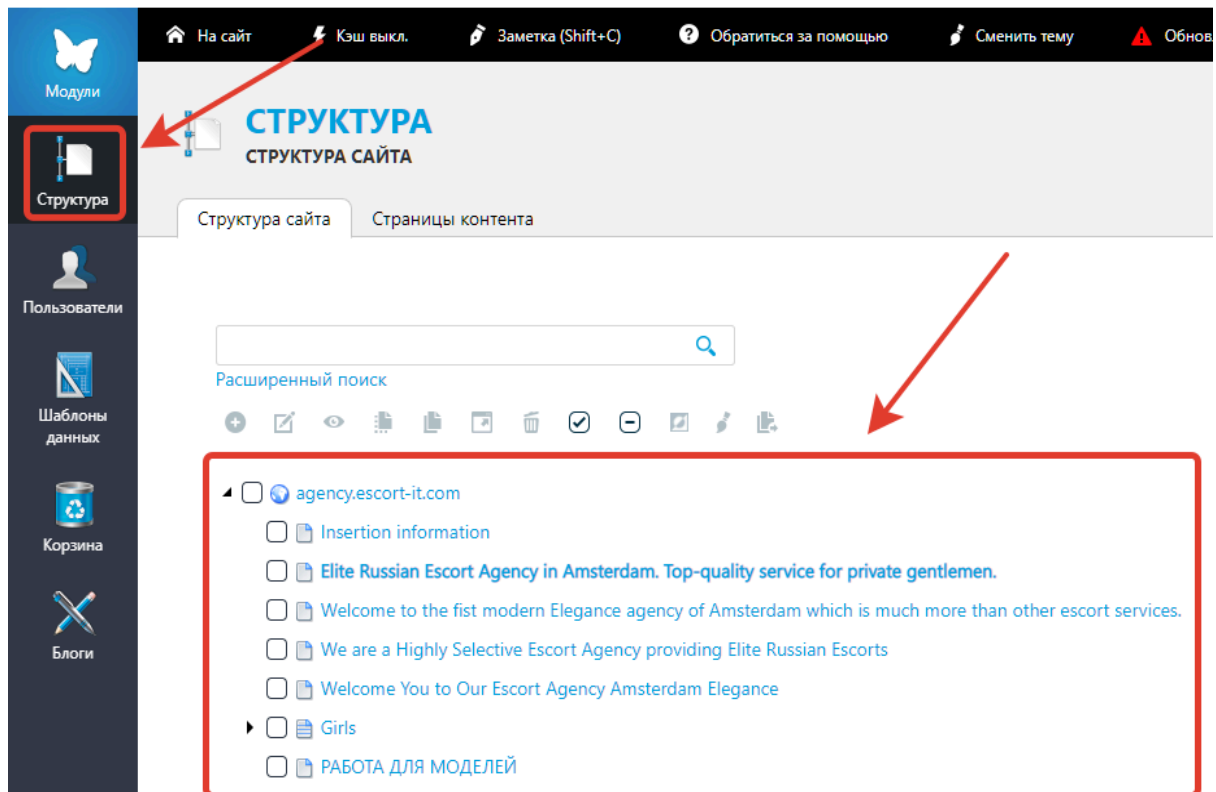 На сайт
Кэш выкл.
Заметка (Shift+C)
Обратиться за помощью
Сменить тему
Обнов.
Модули
СТРУКТУРА
СТРУКТУРА САЙТА
Структура
Структура сайта
Страницы контента
Пользователи
Расширенный поиск
Шаблоны
данных
agency.escort-it.com
Insertion information
Корзина
Elite Russian Escort Agency in Amsterdam. Top-quality service for private gentlemen.
Welcome to the fist modern Elegance agency of Amsterdam which is much more than other escort services.
We are a Highly Selective Escort Agency providing Elite Russian Escorts
Блоги
Welcome You to Our Escort Agency Amsterdam Elegance
Girls
РАБОТА ДЛЯ МОДЕЛЕЙ